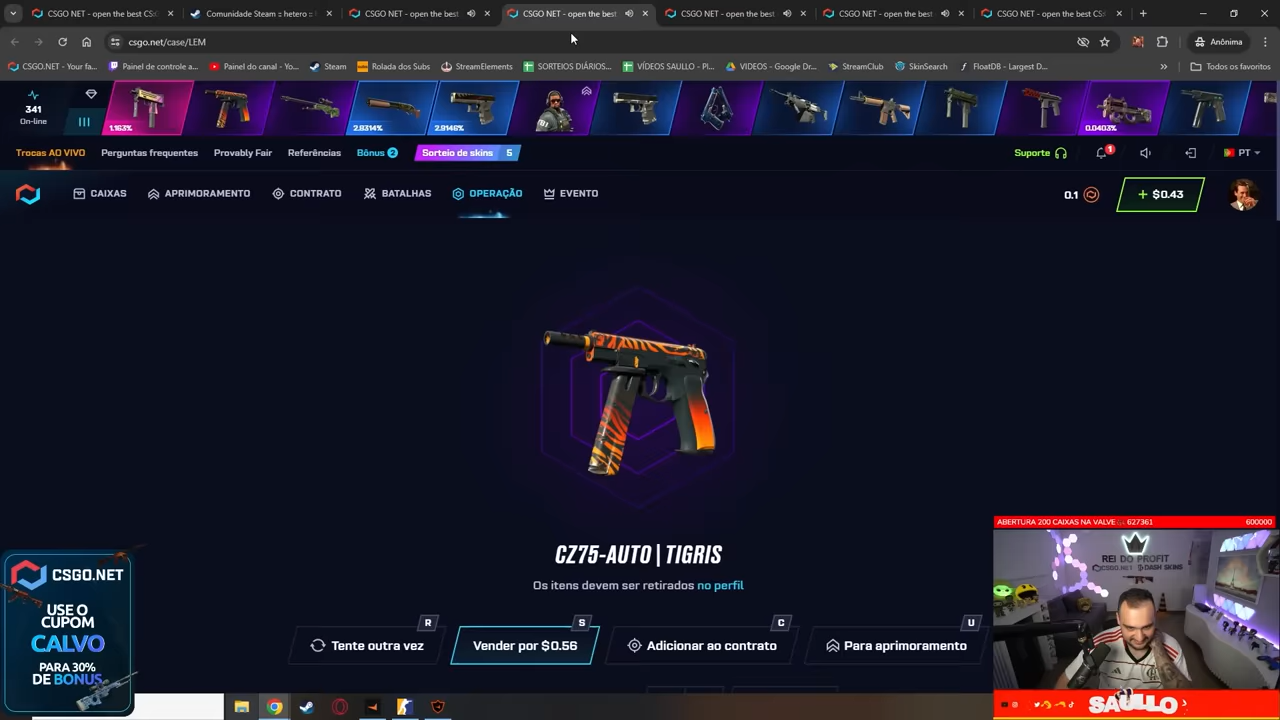 CSGO NET - open the best CS
Comunidade Steam :: hetero ::
CSGO NET - open the best
CSGO NET - open the best
CSGO NET - open the best
CSGO NET - open the best
CSGO NET - open the best CS
csgo.net/case/LEM
Anônima
CSGO.NET - Your fa...
Painel de controle a...
Painel do canal - Yo...
Steam
Rolada dos Subs
StreamElements
SORTEIOS DIÁRIOS...
VÍDEOS SAULLO - Pl...
VIDEOS - Google Dr...
StreamClub
SkinSearch
FloatDB - Largest D...
Todos os favoritos
341
On-line
1.163%
2.8314%
2.9146%
0.0403%
Trocas AO VIVO
Perguntas frequentes
Provably Fair
Referências
Bônus 2
Sorteio de skins 5
Suporte
1
PT
CAIXAS
APRIMORAMENTO
CONTRATO
BATALHAS
OPERAÇÃO
EVENTO
0.1
+ $0.43
CZ75-AUTO | TIGRIS
Os itens devem ser retirados no perfil
R
S
C
U
Tente outra vez
Vender por $0.56
Adicionar ao contrato
Para aprimoramento
CSGO.NET
USE O
CUPOM
CALVO
PARA 30%
DE BONUS
ABERTURA 200 CAIXAS NA VALVE
627361
600000
REI DO PROFIT
CSGO.NET
DASH SKINS
SAULLO